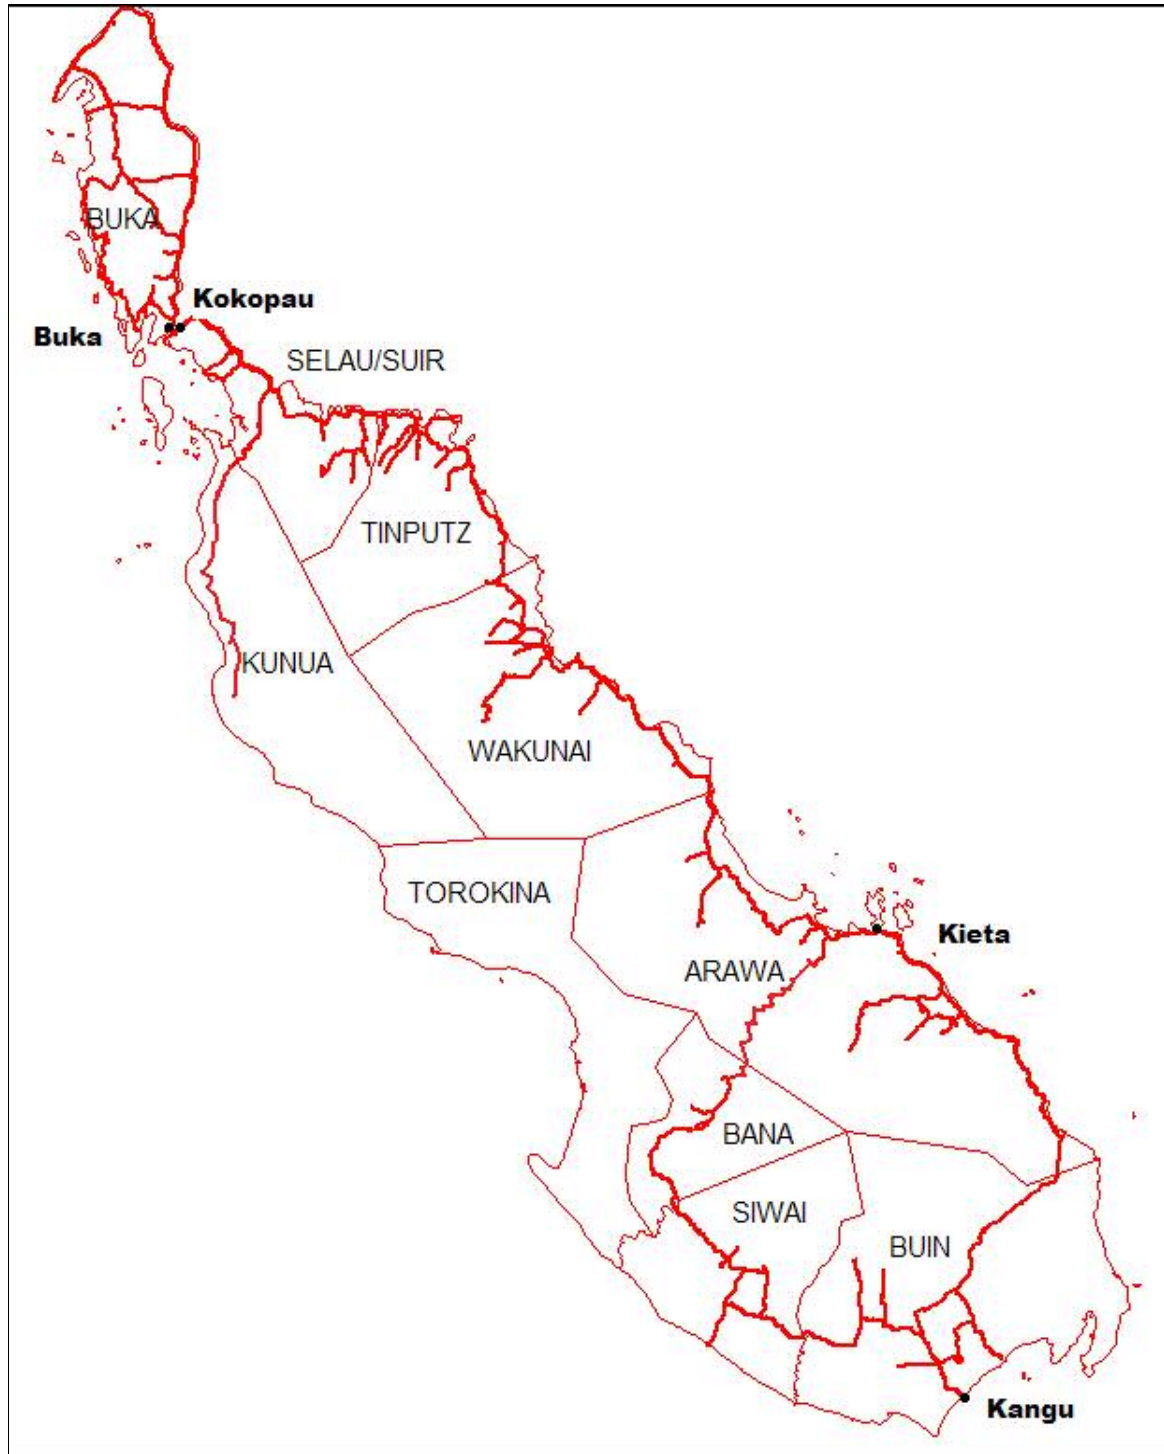 BUKA
Kokopau
Buka
SELAU/SUIR
TINPUTZ
KUNUA
WAKUNAI
TOROKINA
Kieta
ARAWA
BANA
SIWAI
BUIN
Kangu